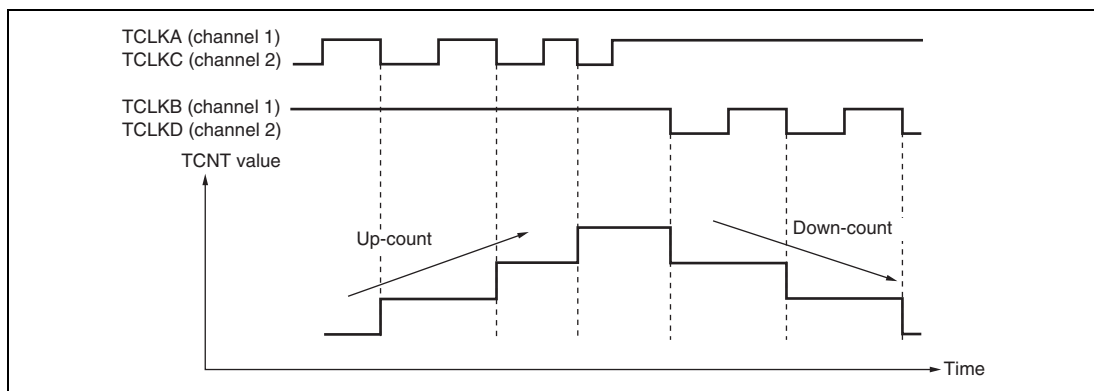 TCLKA (channel 1)
TCLKC (channel 2)
TCLKB (channel 1)
TCLKD (channel 2)
TCNT value
Up-count
Down-count
Time